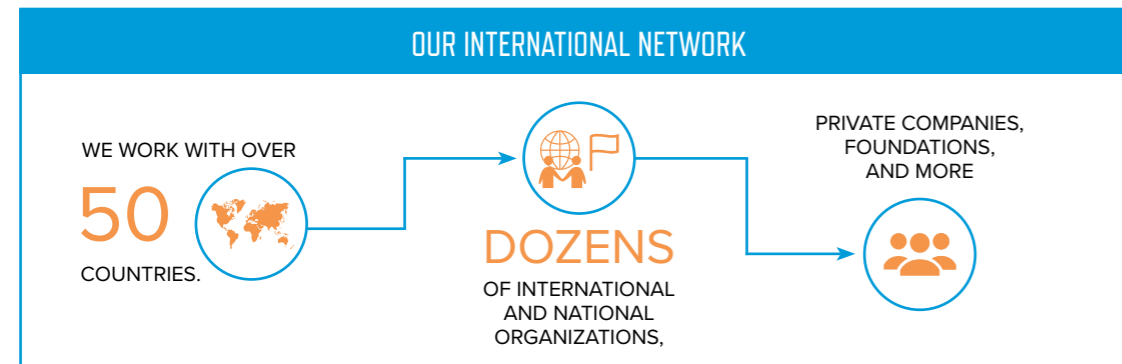 OUR INTERNATIONAL NETWORK
WE WORK WITH OVER
50
COUNTRIES.
DOZENS
OF INTERNATIONAL
AND NATIONAL
ORGANIZATIONS,
PRIVATE COMPANIES,
FOUNDATIONS,
AND MORE